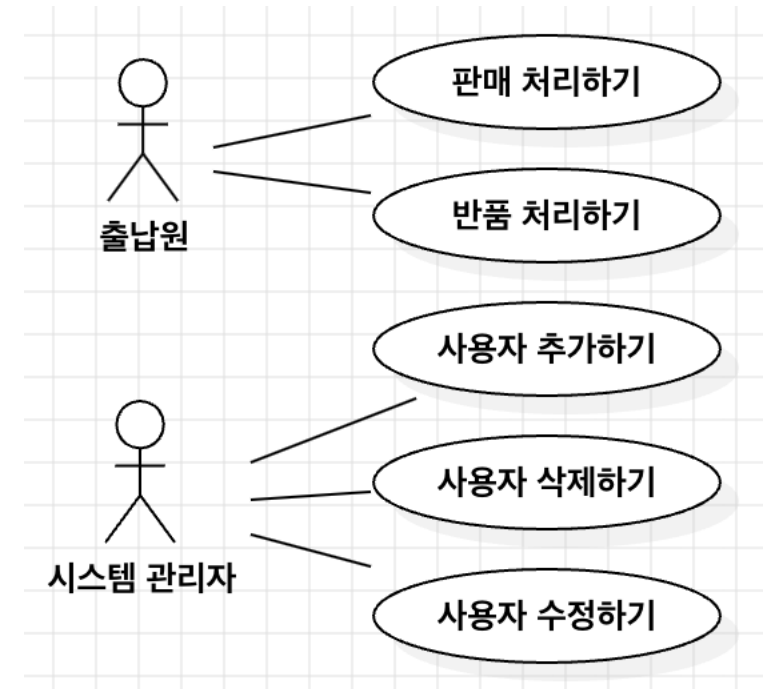 판매 처리하기
반품 처리하기
출납원
사용자 추가하기
사용자 삭제하기
시스템 관리자
사용자 수정하기